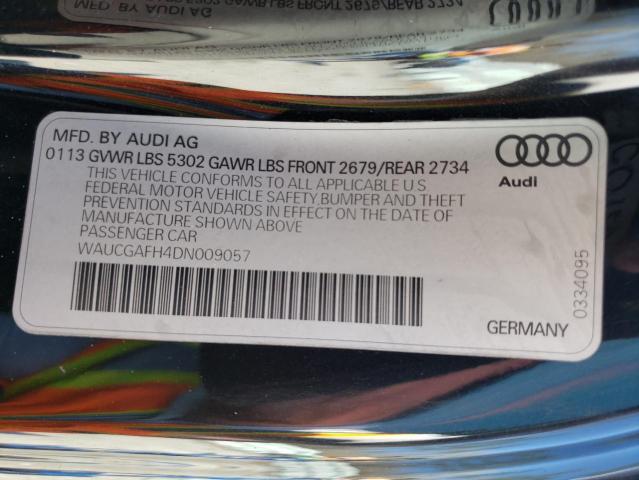 MFD. BY AUDI AG
0113 GVWR LBS 5302 GAWR LBS FRONT 2679/REAR 2734
THIS VEHICLE CONFORMS TO ALL APPLICABLE U.S
FEDERAL MOTOR VEHICLE SAFETY,BUMPER AND THEFT
PREVENTION STANDARDS IN EFFECT ON THE DATE OF
MANUFACTURE SHOWN ABOVE
PASSENGER CAR
WAUCGAFH4DN009057
Audi
0334095
GERMANY